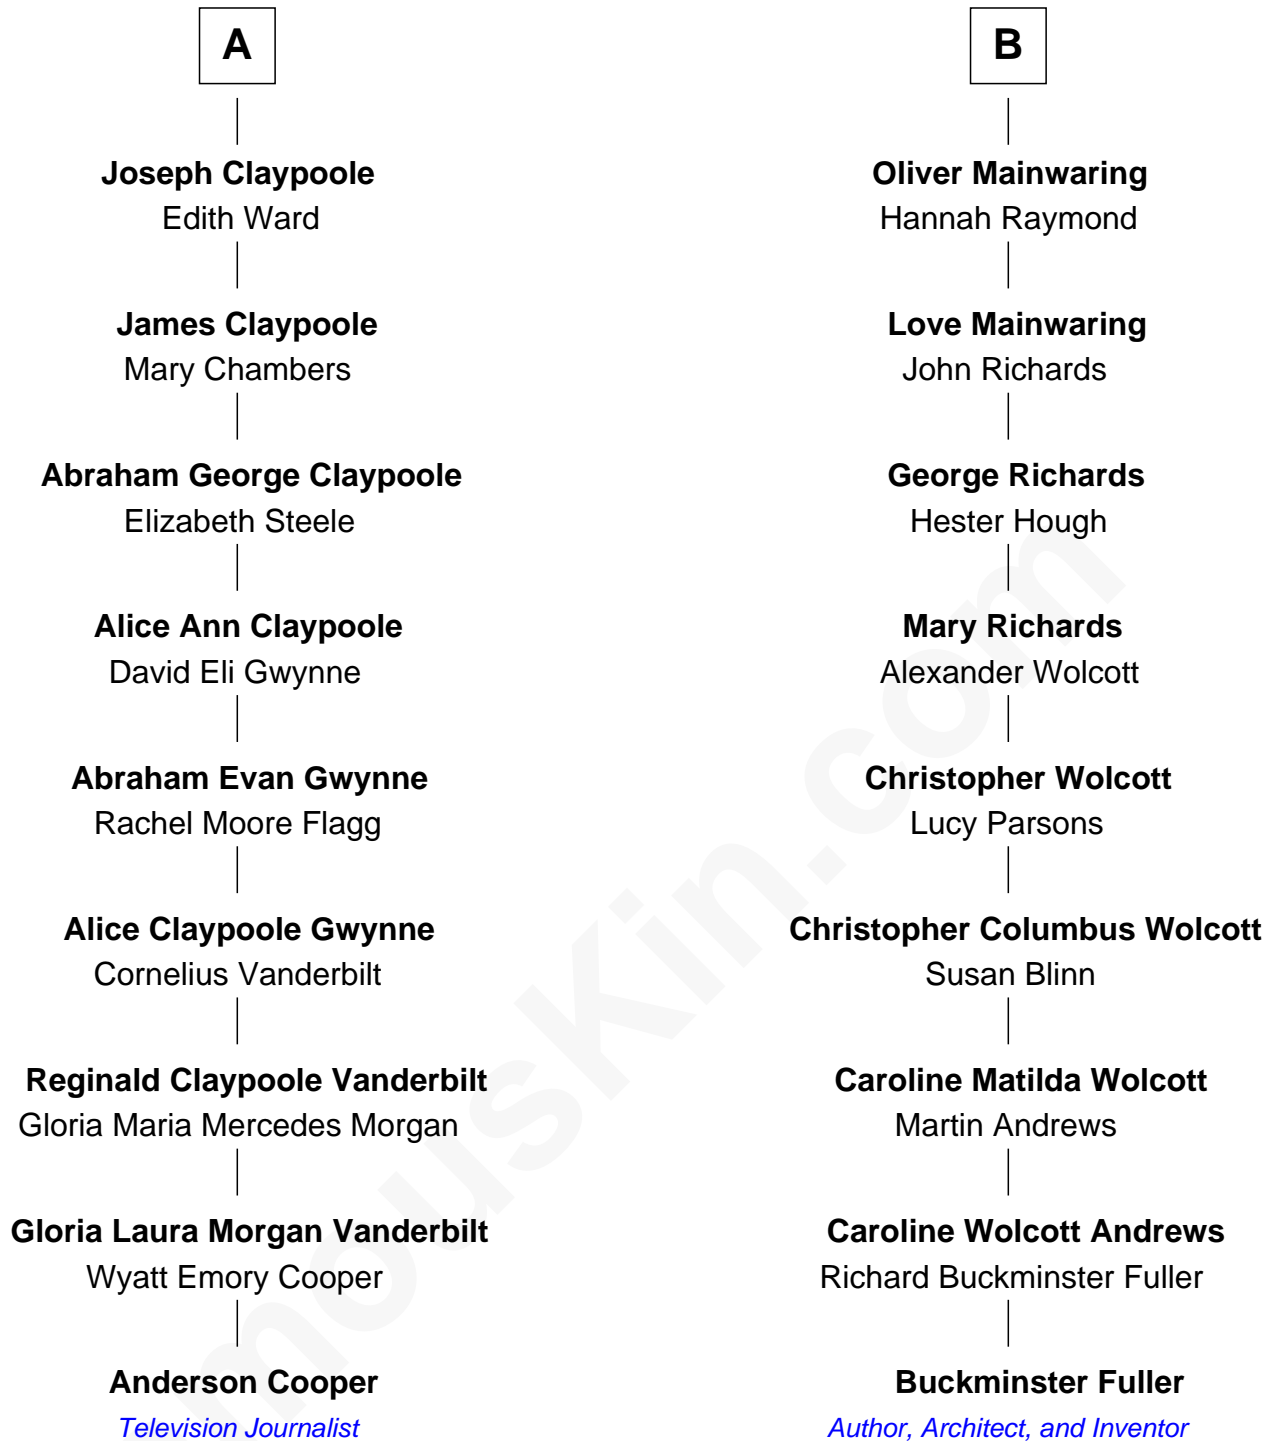 A
Joseph Claypoole
Edith Ward
James Claypoole
Mary Chambers
Abraham George Claypoole
Elizabeth Steele
Alice Ann Claypoole
David Eli Gwynne
Abraham Evan Gwynne
Rachel Moore Flagg
Alice Claypoole Gwynne
Cornelius Vanderbilt
Reginald Claypoole Vanderbilt
Gloria Maria Mercedes Morgan
Gloria Laura Morgan Vanderbilt
Wyatt Emory Cooper
Anderson Cooper
Television Journalist
B
Oliver Mainwaring
Hannah Raymond
Love Mainwaring
John Richards
George Richards
Hester Hough
Mary Richards
Alexander Wolcott
Christopher Wolcott
Lucy Parsons
Christopher Columbus Wolcott
Susan Blinn
Caroline Matilda Wolcott
Martin Andrews
Caroline Wolcott Andrews
Richard Buckminster Fuller
Buckminster Fuller
Author, Architect, and Inventor
mousKin.com